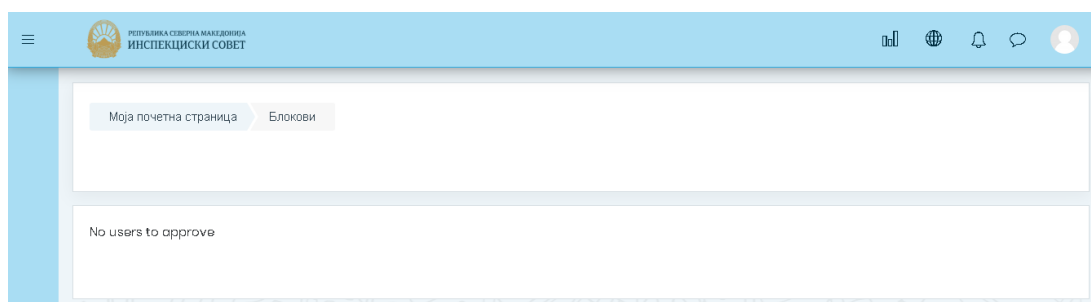 РЕПУБЛИКА СЕВЕРНА МАКЕДОНИЈА
ИНСПЕКЦИСКИ СОВЕТ
Моја почетна страница
Блокови
No users to approve